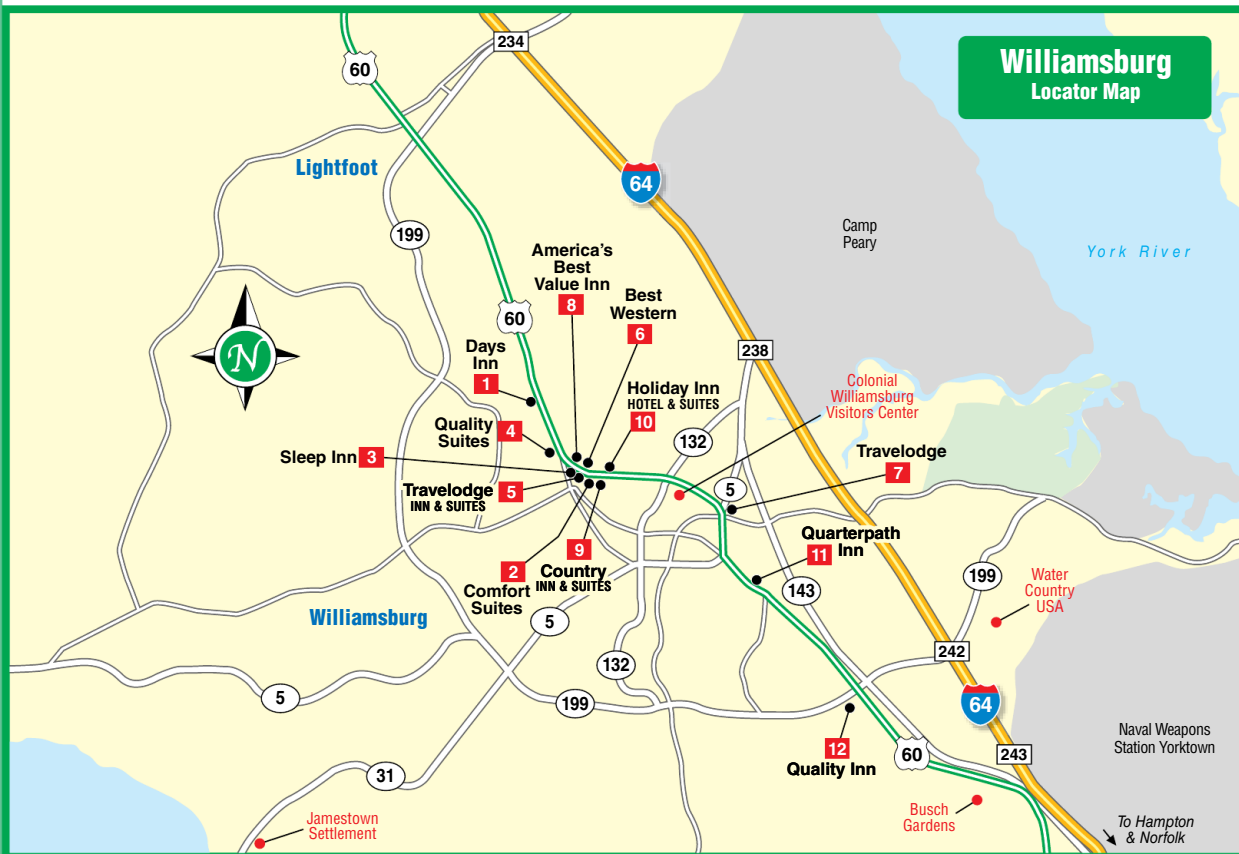 234
60
Williamsburg
Locator Map
Lightfoot
64
199
Camp
Peary
York River
America's
Best
Value Inn
8
Best
Western
6
60
N
Days
Inn
1
238
Colonial
Williamsburg
Visitors Center
Holiday Inn
HOTEL & SUITES
10
Quality
Suites
4
132
Sleep Inn 3
Travelodge
7
Travelodge
INN & SUITES
5
5
Quarterpath
Inn
11
9
Country
INN & SUITES
2
Comfort
Suites
199
Water
Country
USA
143
Williamsburg
5
242
132
5
199
64
12
Quality Inn
60
243
Naval Weapons
Station Yorktown
31
Jamestown
Settlement
Busch
Gardens
To Hampton
& Norfolk